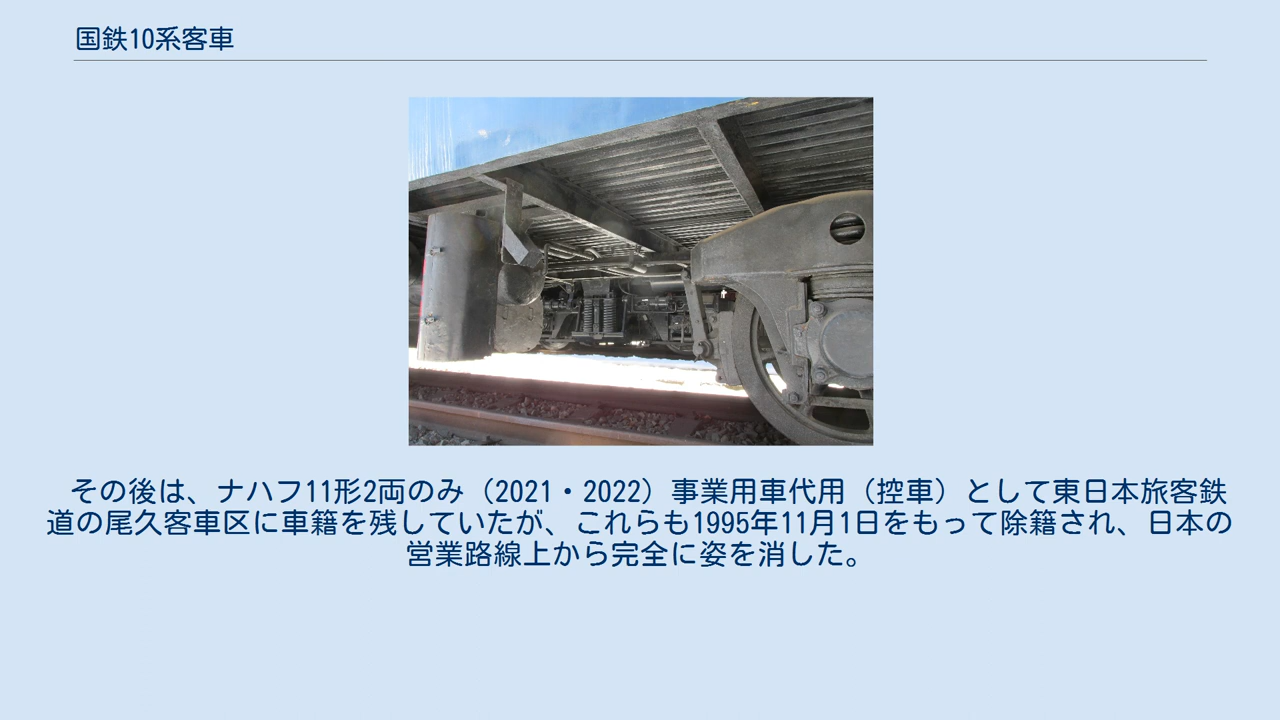 国鉄10系客車
その後は、ナハフ11形2両のみ（2021・2022）事業用車代用（控車）として東日本旅客鉄
道の尾久客車区に車籍を残していたが、これらも1995年11月1日をもって除籍され、日本の
営業路線上から完全に姿を消した。